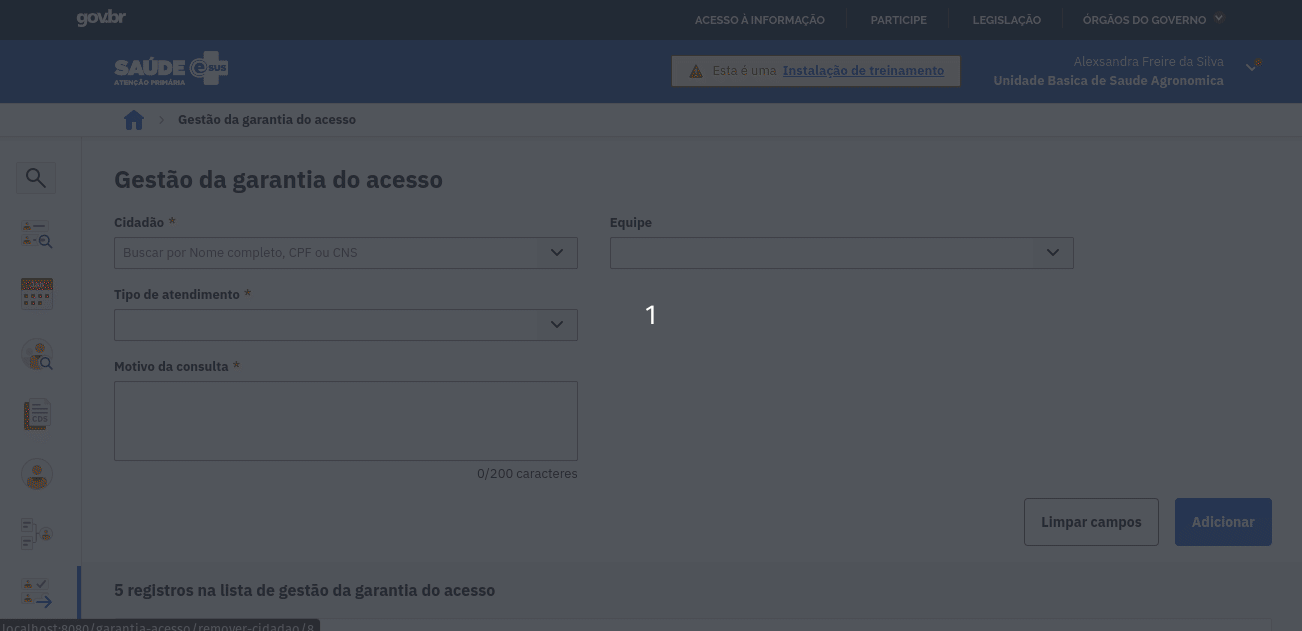 govbr
ACESSO À INFORMAÇÃO
PARTICIPE
LEGISLAÇÃO
ÓRGÃOS DO GOVERNO
SAÚDE e SUS
ATENÇÃO PRIMÁRIA
Esta é uma Instalação de treinamento
Alexsandra Freire da Silva
Unidade Basica de Saude Agronomica
Gestão da garantia do acesso
Gestão da garantia do acesso
Cidadão *
Equipe
Buscar por Nome completo, CPF ou CNS
Tipo de atendimento *
1
Motivo da consulta *
CDS
0/200 caracteres
Limpar campos
Adicionar
5 registros na lista de gestão da garantia do acesso
localhost:8080/garantia-acesso/remover-cidadao/8